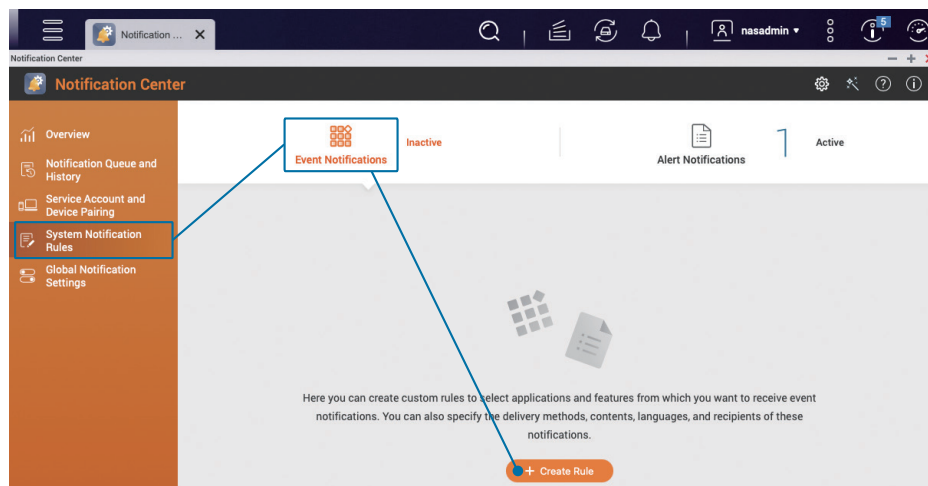 Notification ...
nasadmin
5
Notification Center
Notification Center
Overview
Notification Queue and
History
Service Account and
Device Pairing
System Notification
Rules
Global Notification
Settings
Event Notifications
Inactive
Alert Notifications
1
Active
Here you can create custom rules to select applications and features from which you want to receive event
notifications. You can also specify the delivery methods, contents, languages, and recipients of these
notifications.
+ Create Rule